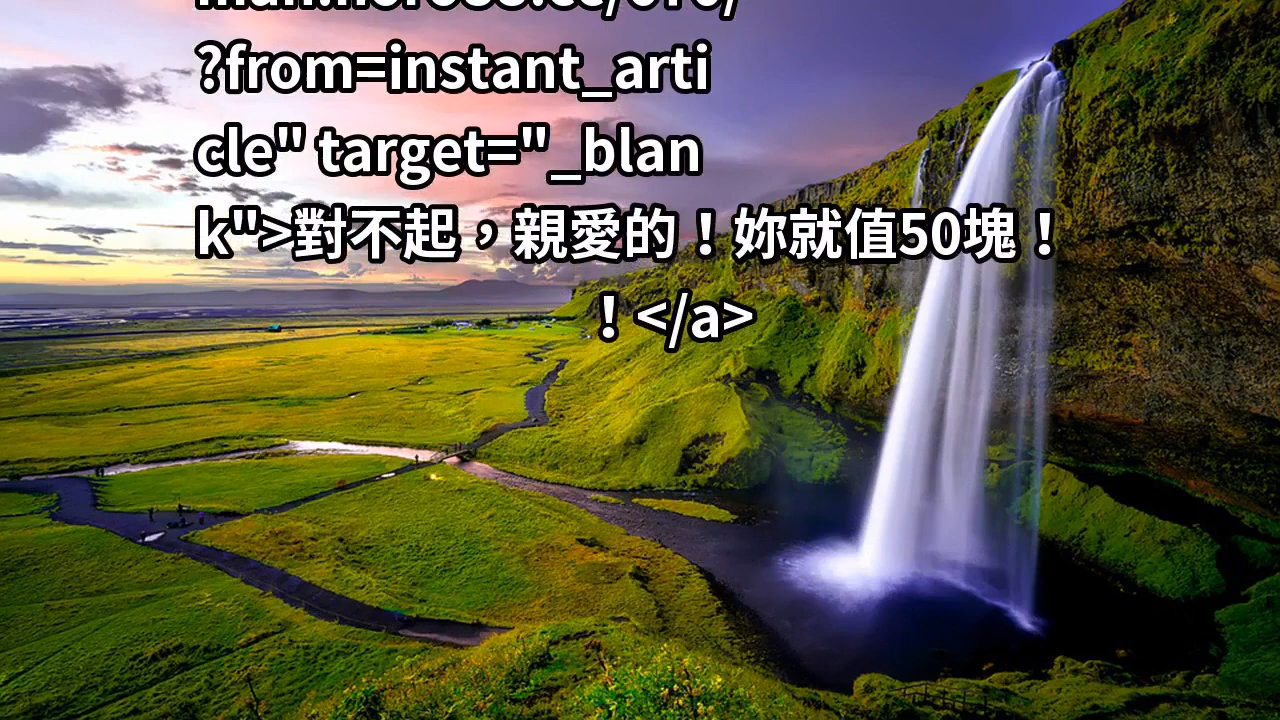 ?from=instant_arti
cle" target="_blan
k">對不起，親愛的！妳就值50塊！
！</a>